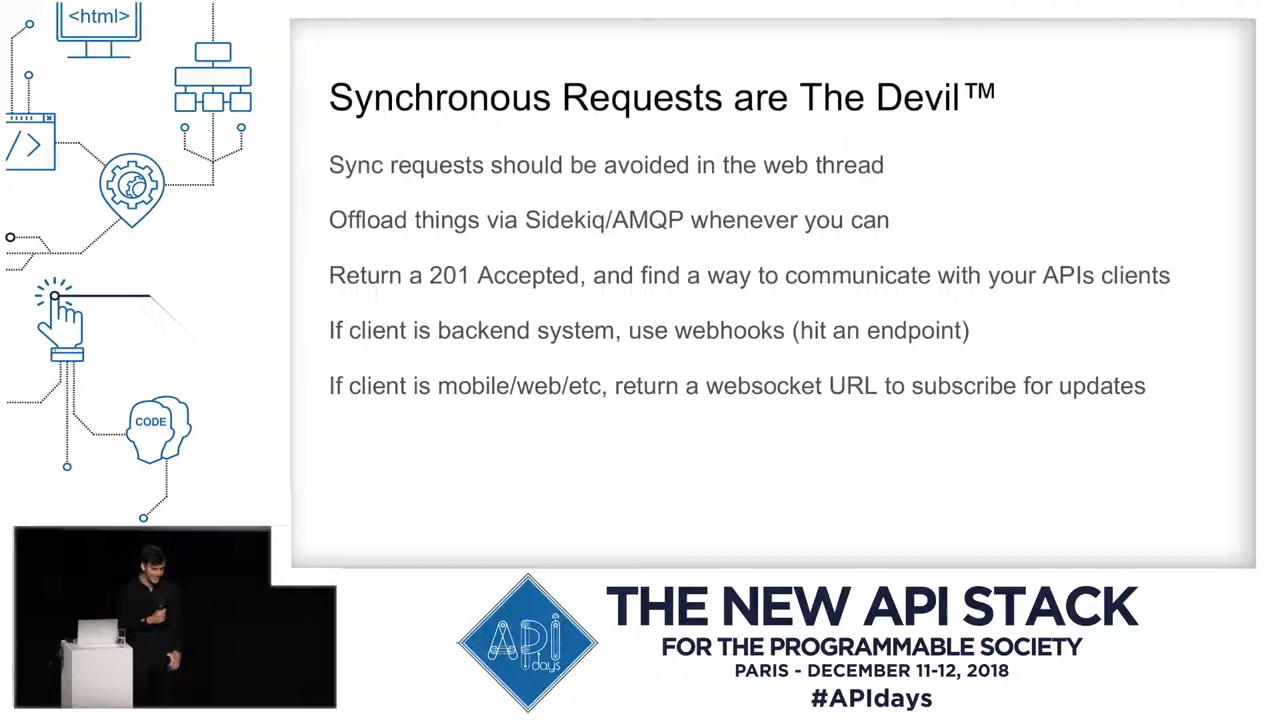 <html>
</>
CODE
Synchronous Requests are The Devil™
Sync requests should be avoided in the web thread
Offload things via Sidekiq/AMQP whenever you can
Return a 201 Accepted, and find a way to communicate with your APIs clients
If client is backend system, use webhooks (hit an endpoint)
If client is mobile/web/etc, return a websocket URL to subscribe for updates
API
days
THE NEW API STACK
FOR THE PROGRAMMABLE SOCIETY
PARIS - DECEMBER 11-12, 2018
#APIdays